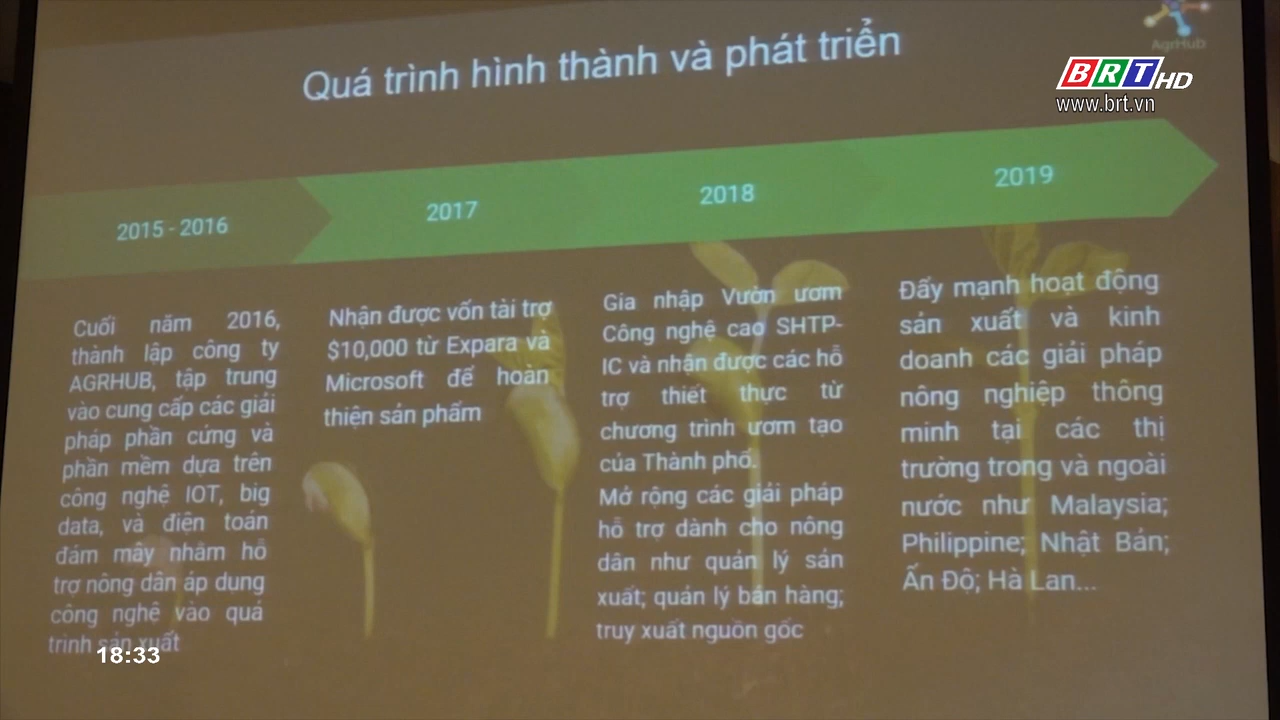 AgrHub
BRT HD
www.brt.vn
Quá trình hình thành và phát triển
2015 - 2016
2017
2018
2019
Cuối năm 2016,
thành lập công ty
AGRHUB, tập trung
vào cung cấp các giải
pháp phần cứng và
phần mềm dựa trên
công nghệ IOT, big
data, và điện toán
đám mây nhằm hỗ
trợ nông dân áp dụng
công nghệ vào quá
trình sản xuất
Nhận được vốn tài trợ
$10,000 từ Expara và
Microsoft để hoàn
thiện sản phẩm
Gia nhập Vườn ươm
Công nghệ cao SHTP-
IC và nhận được các hỗ
trợ thiết thực từ
chương trình ươm tạo
của Thành phố.
Mở rộng các giải pháp
hỗ trợ dành cho nông
dân như quản lý sản
xuất; quản lý bán hàng;
truy xuất nguồn gốc
Đẩy mạnh hoạt động
sản xuất và kinh
doanh các giải pháp
nông nghiệp thông
minh tại các thị
trường trong và ngoài
nước như Malaysia;
Philippine; Nhật Bản;
Ấn Độ; Hà Lan...
18:33